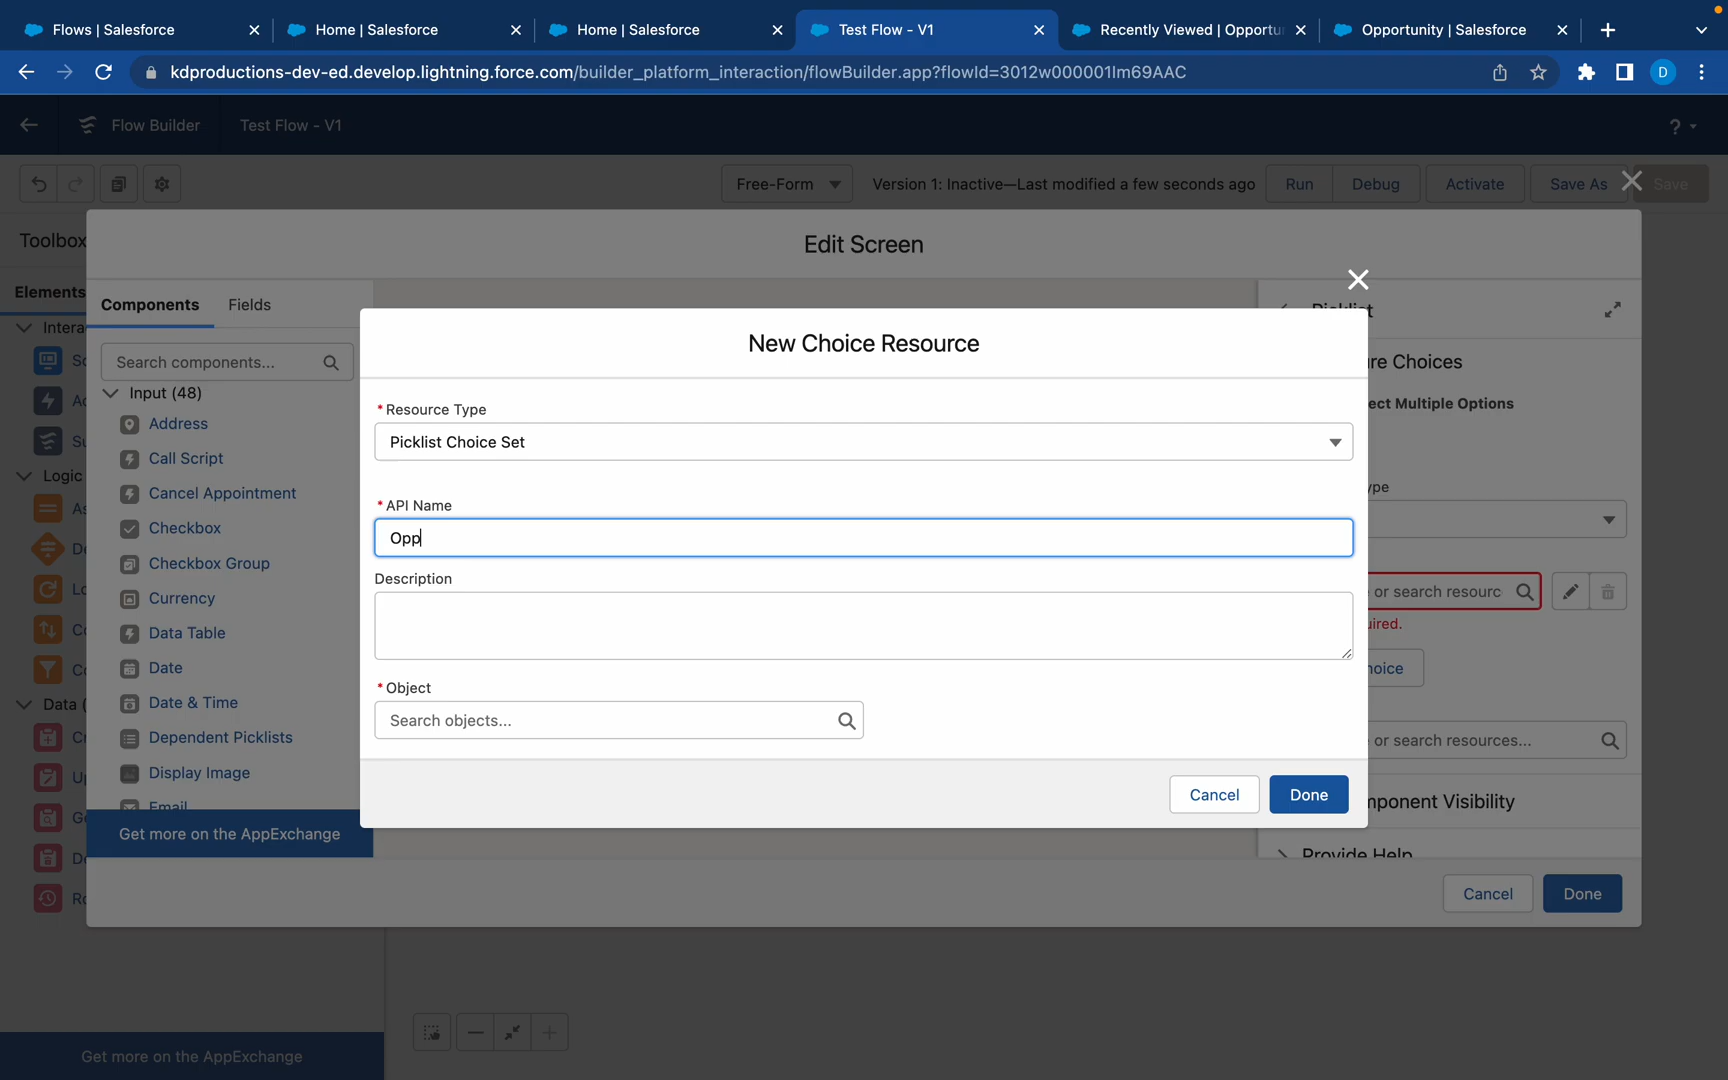 Flows | Salesforce
Home | Salesforce
Home | Salesforce
Test Flow - V1
Recently Viewed | Opportu
Opportunity | Salesforce
kdproductions-dev-ed.develop.lightning.force.com/builder_platform_interaction/flowBuilder.app?flowId=3012w000001Im69AAC
D
Flow Builder
Test Flow - V1
?
Free-Form
Version 1: Inactive—Last modified a few seconds ago
Run
Debug
Activate
Save As
Save
Toolbox
Edit Screen
Elements
Components
Fields
Picklist
Intera
Search components...
Input (48)
Address
Call Script
Cancel Appointment
Checkbox
Checkbox Group
Currency
Data Table
Date
Date & Time
Dependent Picklists
Display Image
Email
Get more on the AppExchange
Logic
Data (
New Choice Resource
* Resource Type
Picklist Choice Set
* API Name
Opp
Description
* Object
Search objects...
Cancel
Done
ure Choices
ect Multiple Options
ype
or search resourc
uired.
hoice
or search resources...
mponent Visibility
Provide Help
Cancel
Done
Get more on the AppExchange